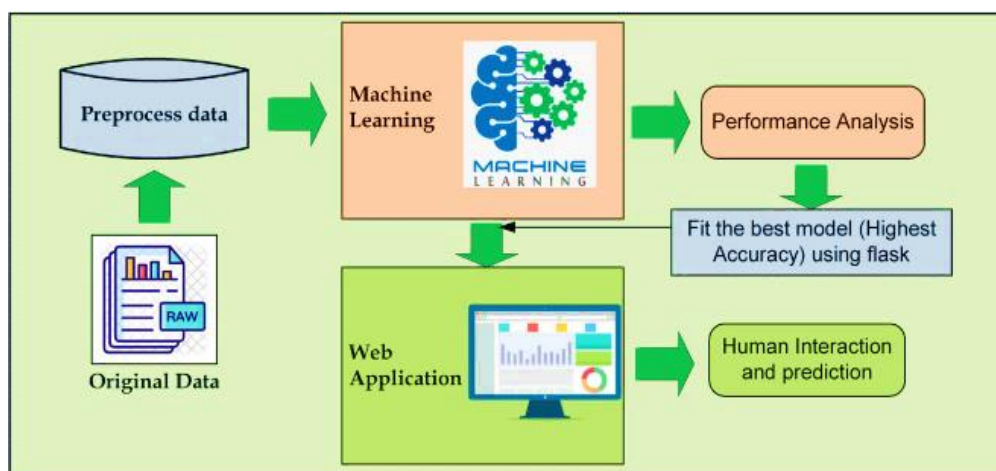 Preprocess data
Machine
Learning
MACHINE
LEARNING
Performance Analysis
Fit the best model (Highest
Accuracy) using flask
RAW
Original Data
Web
Application
Human Interaction
and prediction